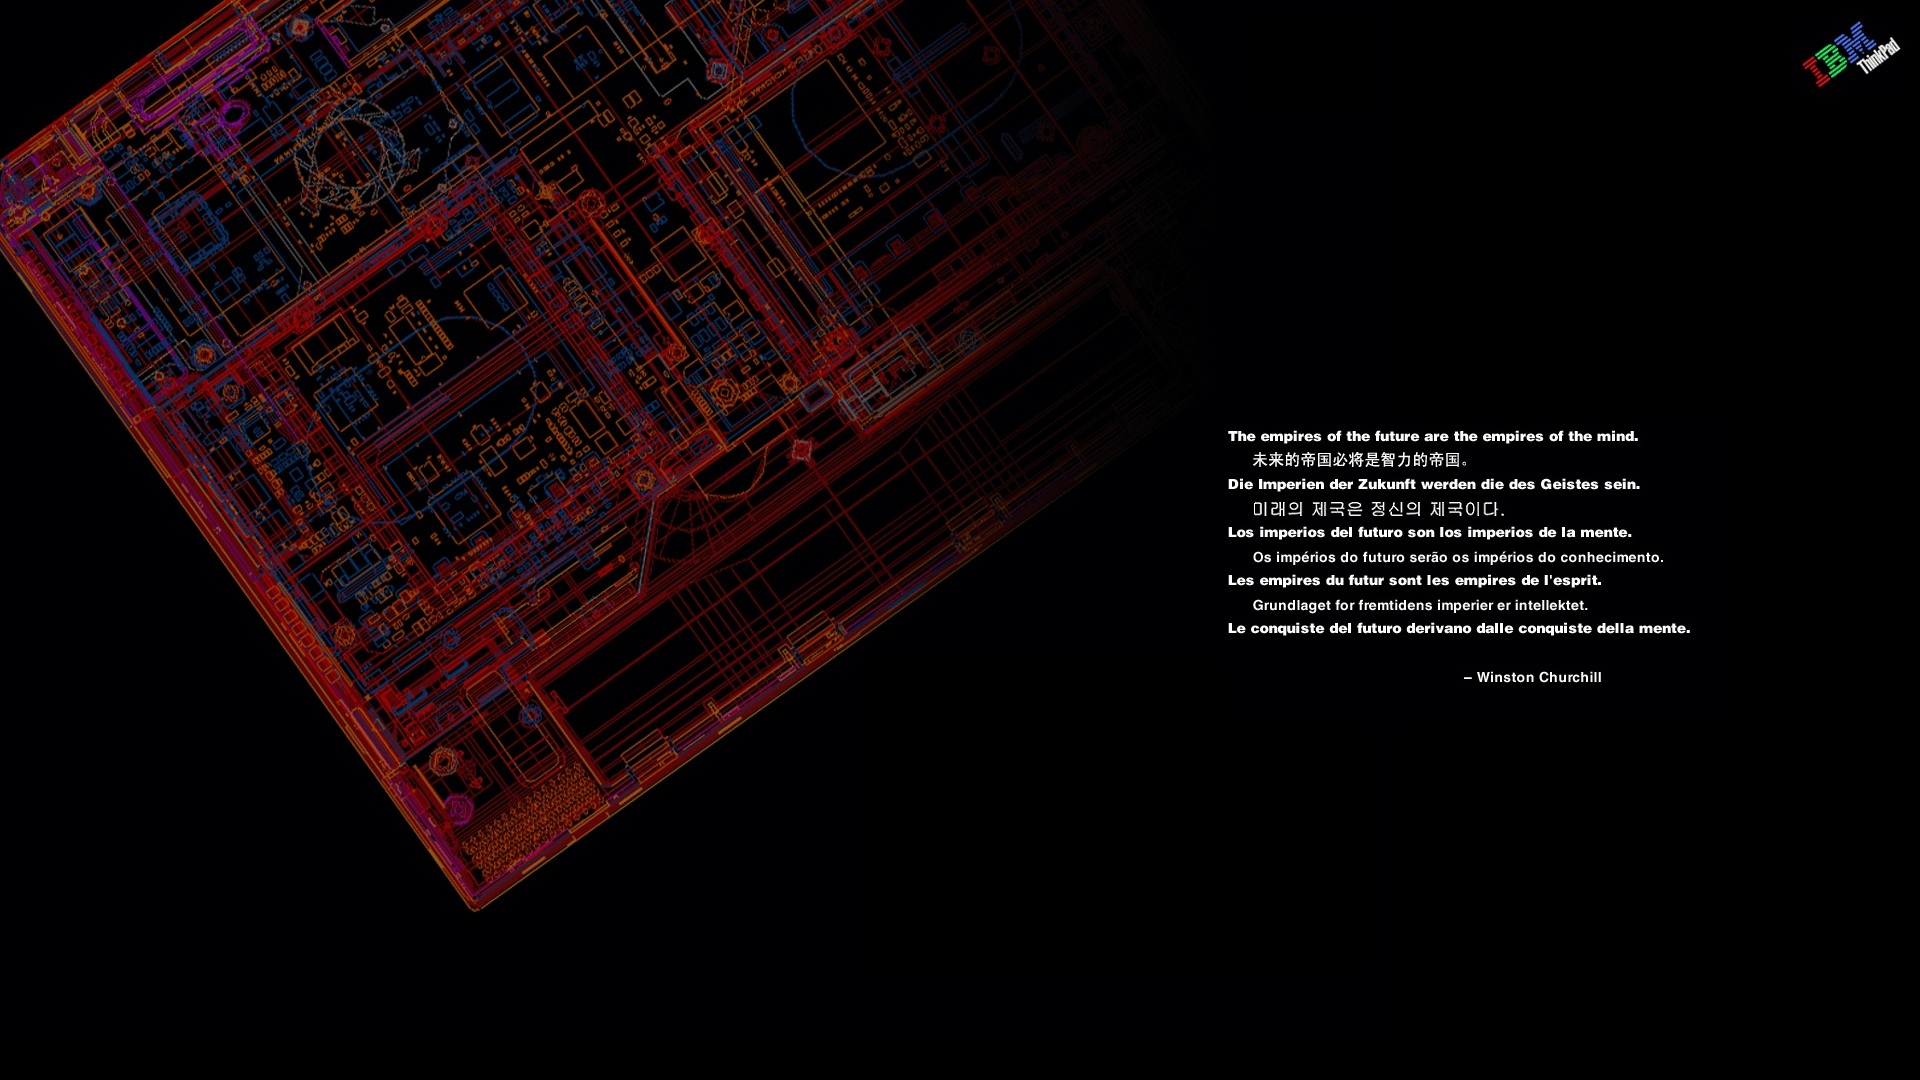 IBM
ThinkPad
The empires of the future are the empires of the mind.
未来的帝国必将是智力的帝国。
Die Imperien der Zukunft werden die des Geistes sein.
미래의 제국은 정신의 제국이다.
Los imperios del futuro son los imperios de la mente.
Os impérios do futuro serão os impérios do conhecimento.
Les empires du futur sont les empires de l'esprit.
Grundlaget for fremtidens imperier er intellektet.
Le conquiste del futuro derivano dalle conquiste della mente.
– Winston Churchill